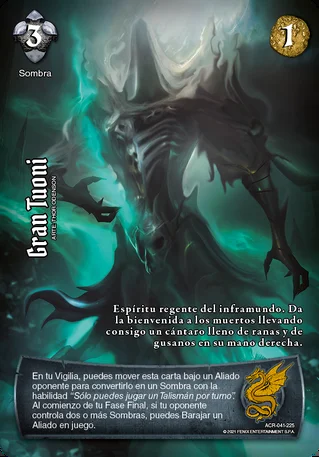 3
1
Sombra
Gran Tuoni
ARTE: THOR ODENSON
Espíritu regente del inframundo. Da
la bienvenida a los muertos llevando
consigo un cántaro lleno de ranas y de
gusanos en su mano derecha.
En tu Vigilia, puedes mover esta carta bajo un Aliado
oponente para convertirlo en un Sombra con la
habilidad "Sólo puedes jugar un Talismán por turno".
Al comienzo de tu Fase Final, si tu oponente
controla dos o más Sombras, puedes Barajar un
Aliado en juego.
ACR-041-225
© 2021 FENIX ENTERTAINMENT S.P.A.